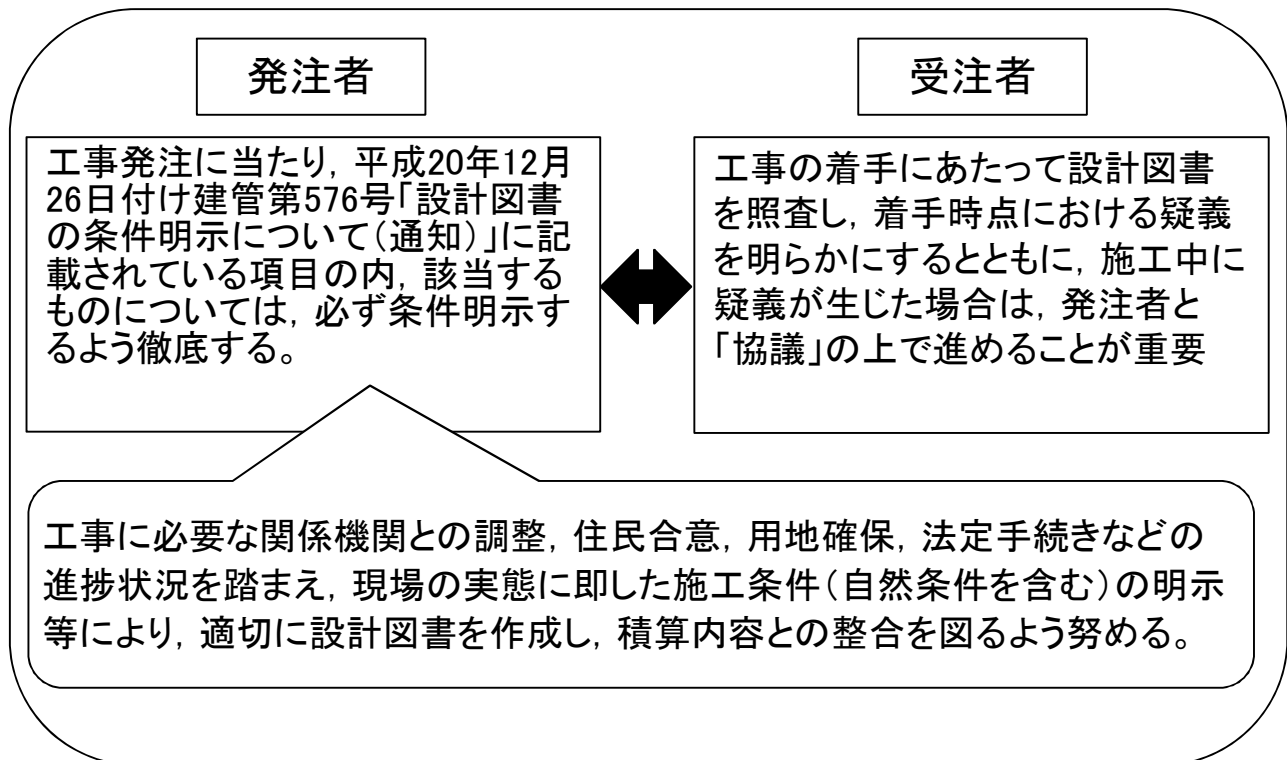 発注者
工事発注に当たり，平成20年12月
26日付け建管第576号「設計図書
の条件明示について（通知）」に記
載されている項目の内，該当する
ものについては，必ず条件明示す
るよう徹底する。
受注者
工事の着手にあたって設計図書
を照査し，着手時点における疑義
を明らかにするとともに，施工中に
疑義が生じた場合は，発注者と
「協議」の上で進めることが重要
工事に必要な関係機関との調整，住民合意，用地確保，法定手続きなどの
進捗状況を踏まえ，現場の実態に即した施工条件（自然条件を含む）の明示
等により，適切に設計図書を作成し，積算内容との整合を図るよう努める。